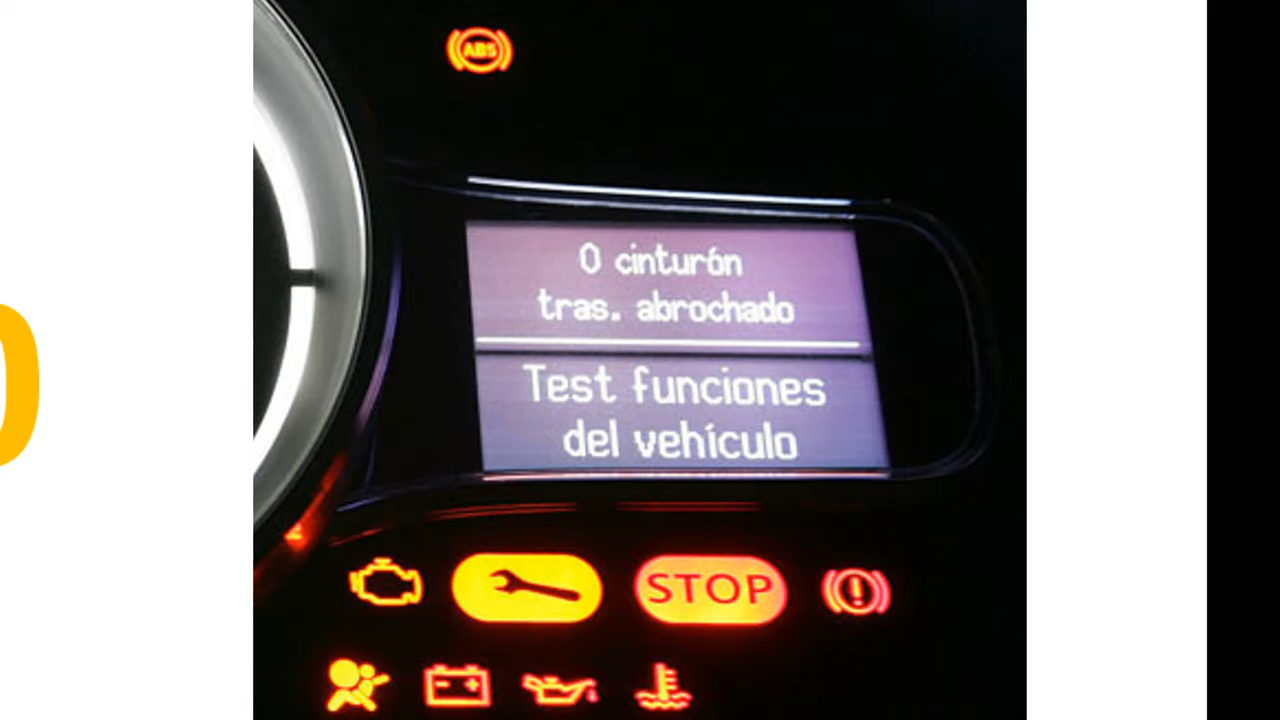 ABS
0 cinturón
tras. abrochado
Test funciones
del vehículo
STOP